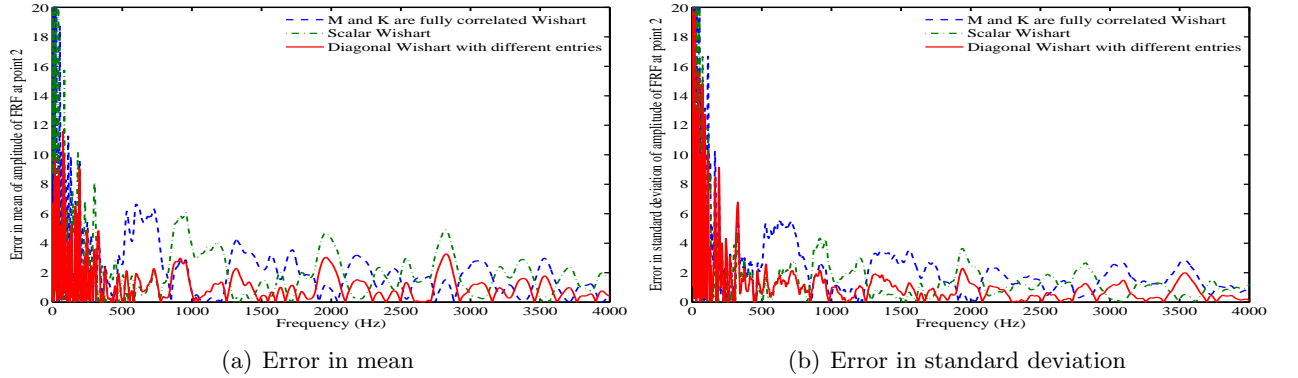 Error in mean of amplitude of FRF at point 2
20
18
16
14
12
10
8
6
4
2
0
M and K are fully correlated Wishart
Scalar Wishart
Diagonal Wishart with different entries
0 500 1000 1500 2000 2500 3000 3500 4000
Frequency (Hz)
(a) Error in mean
Error in standard deviation of amplitude of FRF at point 2
20
18
16
14
12
10
8
6
4
2
0
M and K are fully correlated Wishart
Scalar Wishart
Diagonal Wishart with different entries
0 500 1000 1500 2000 2500 3000 3500 4000
Frequency (Hz)
(b) Error in standard deviation